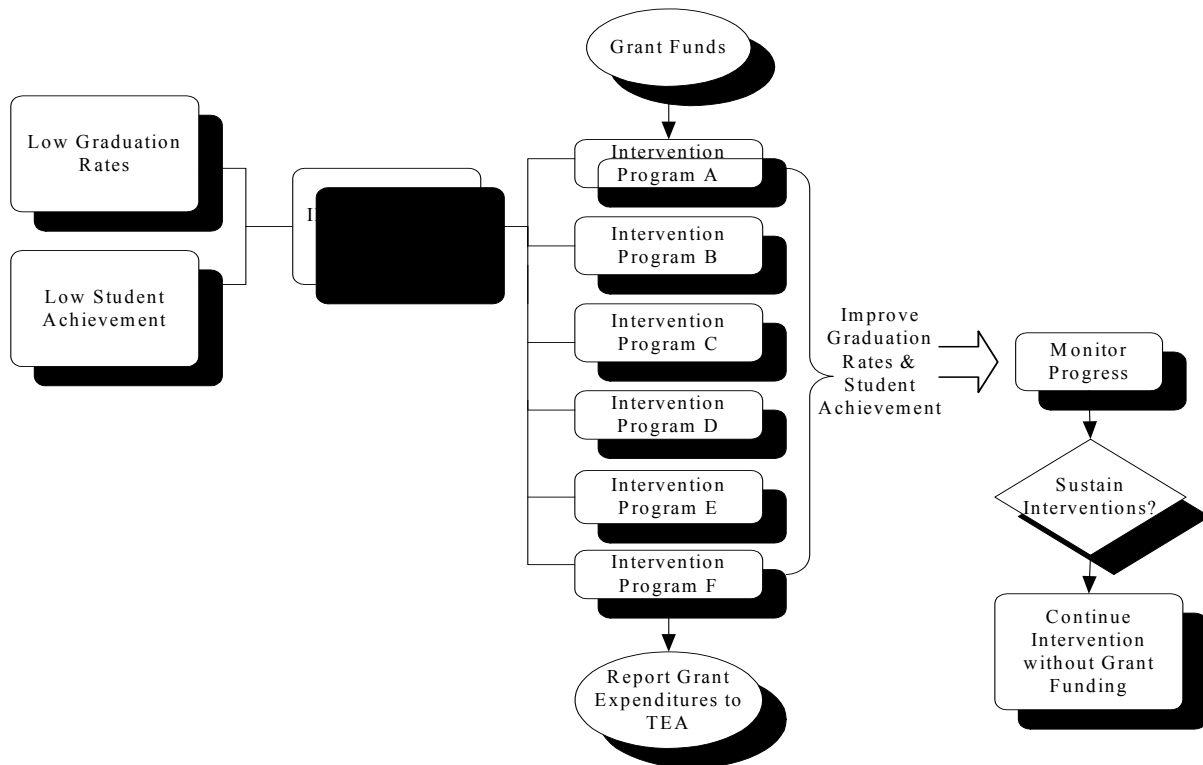 Grant Funds
Low Graduation
Rates
Low Student
Achievement
Intervention
Program A
Intervention
Program B
Intervention
Program C
Intervention
Program D
Intervention
Program E
Intervention
Program F
Report Grant
Expenditures to
TEA
Improve
Graduation
Rates &
Student
Achievement
Monitor
Progress
Sustain
Interventions?
Continue
Intervention
without Grant
Funding